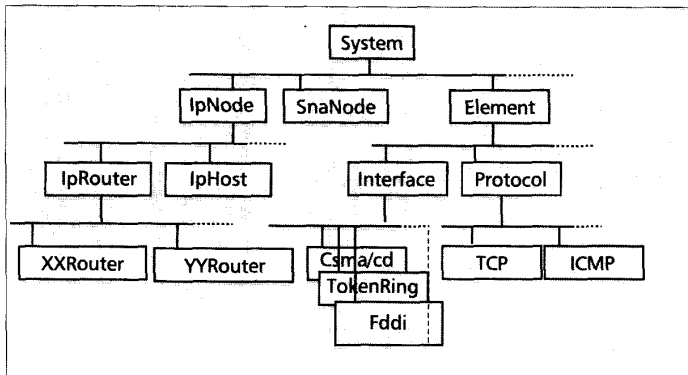 System
IpNode SnaNode Element
IpRouter IpHost Interface Protocol
XXRouter YYRouter Csma/cd TCP ICMP
TokenRing
Fddi